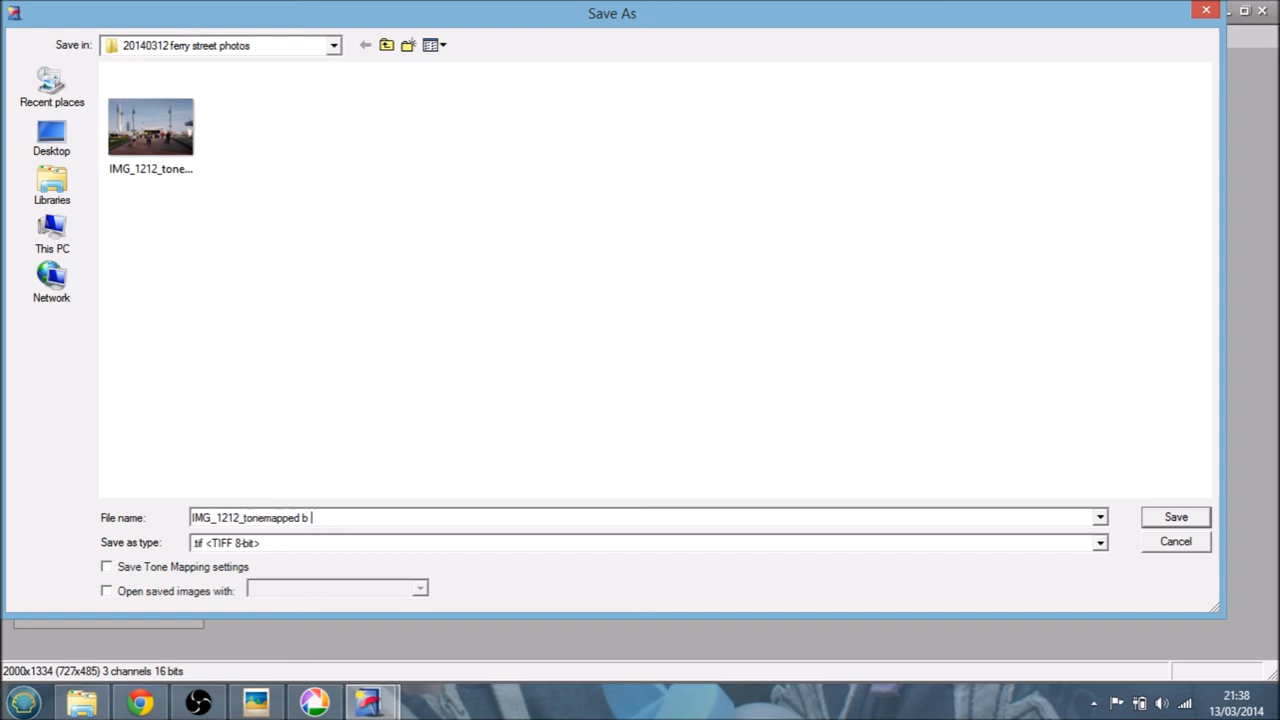 Save As
Save in: 20140312 ferry street photos
Recent places
Desktop
Libraries
This PC
Network
IMG_1212_tone...
File name: IMG_1212_tonemapped b
Save
Save as type: .tif <TIFF 8-bit>
Cancel
Save Tone Mapping settings
Open saved images with:
2000x1334 (727x485) 3 channels 16 bits
21:38
13/03/2014